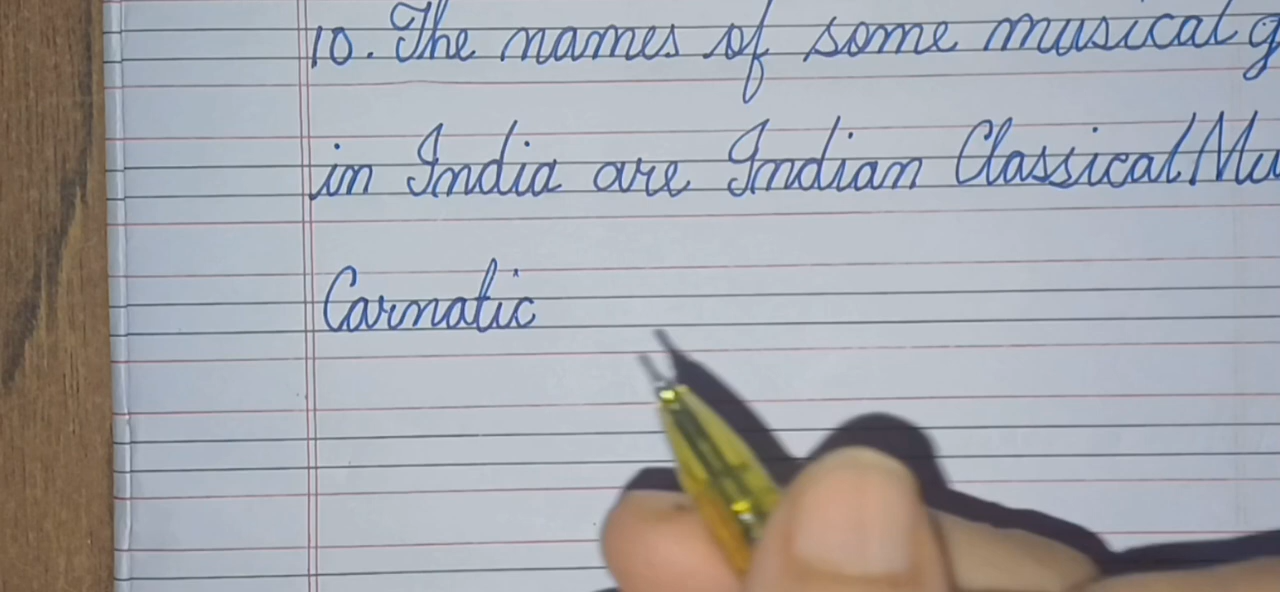 10. The names of some musical
in India are Indian Classical
Carnatic